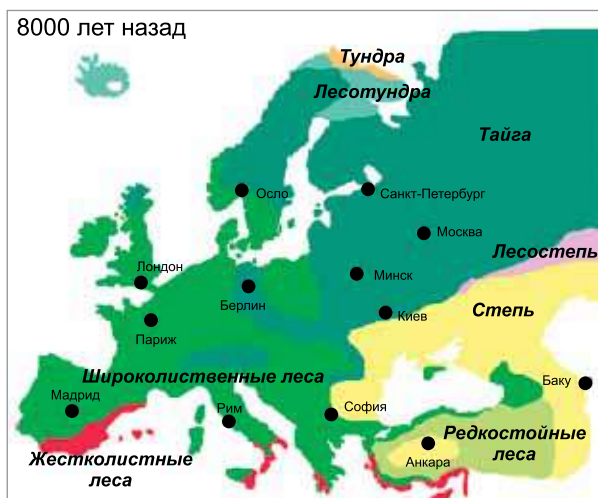 8000 лет назад
Тундра
Лесотундра
Тайга
Осло
Санкт-Петербург
Москва
Лесостепь
Лондон
Минск
Берлин
Киев
Степь
Париж
Широколиственные леса
Баку
Мадрид
Рим
София
Редкостойные
леса
Анкара
Жестколистные
леса